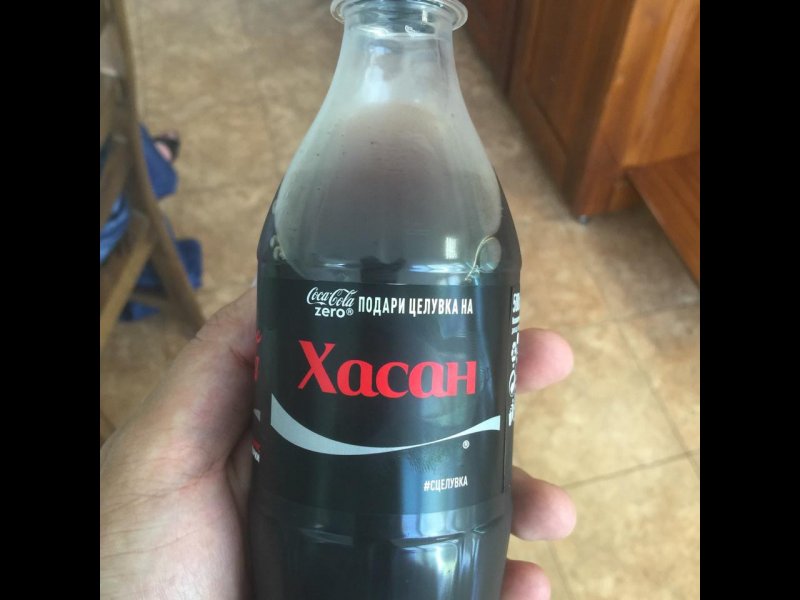 Coca-Cola
zero® ПОДАРИ ЦЕЛУВКА НА
Хасан
®
#СЦЕЛУВКА